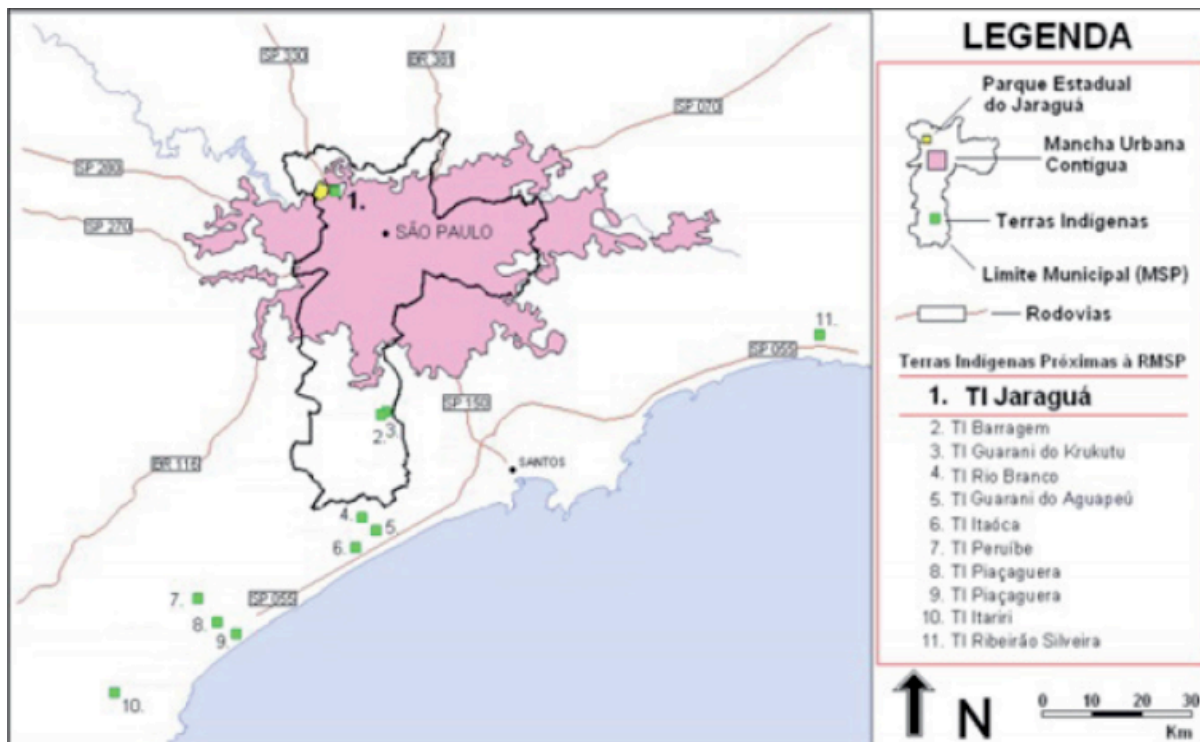 SP 330
BR 381
SP 070
SP 280
SP 270
1.
SÃO PAULO
11.
SP 055
SP 150
2.
3.
BR 116
SANTOS
4.
5.
6.
7.
SP 055
8.
9.
10.
LEGENDA
Parque Estadual
do Jaraguá
Mancha Urbana
Contígua
Terras Indígenas
Limite Municipal (MSP)
Rodovias
Terras Indígenas Próximas à RMSP
1. TI Jaraguá
2. TI Barragem
3. TI Guarani do Krukutu
4. TI Rio Branco
5. TI Guarani do Aguapeú
6. TI Itaóca
7. TI Peruíbe
8. TI Piaçaguera
9. TI Piaçaguera
10. TI Itariri
11. TI Ribeirão Silveira
N
0 10 20 30
Km